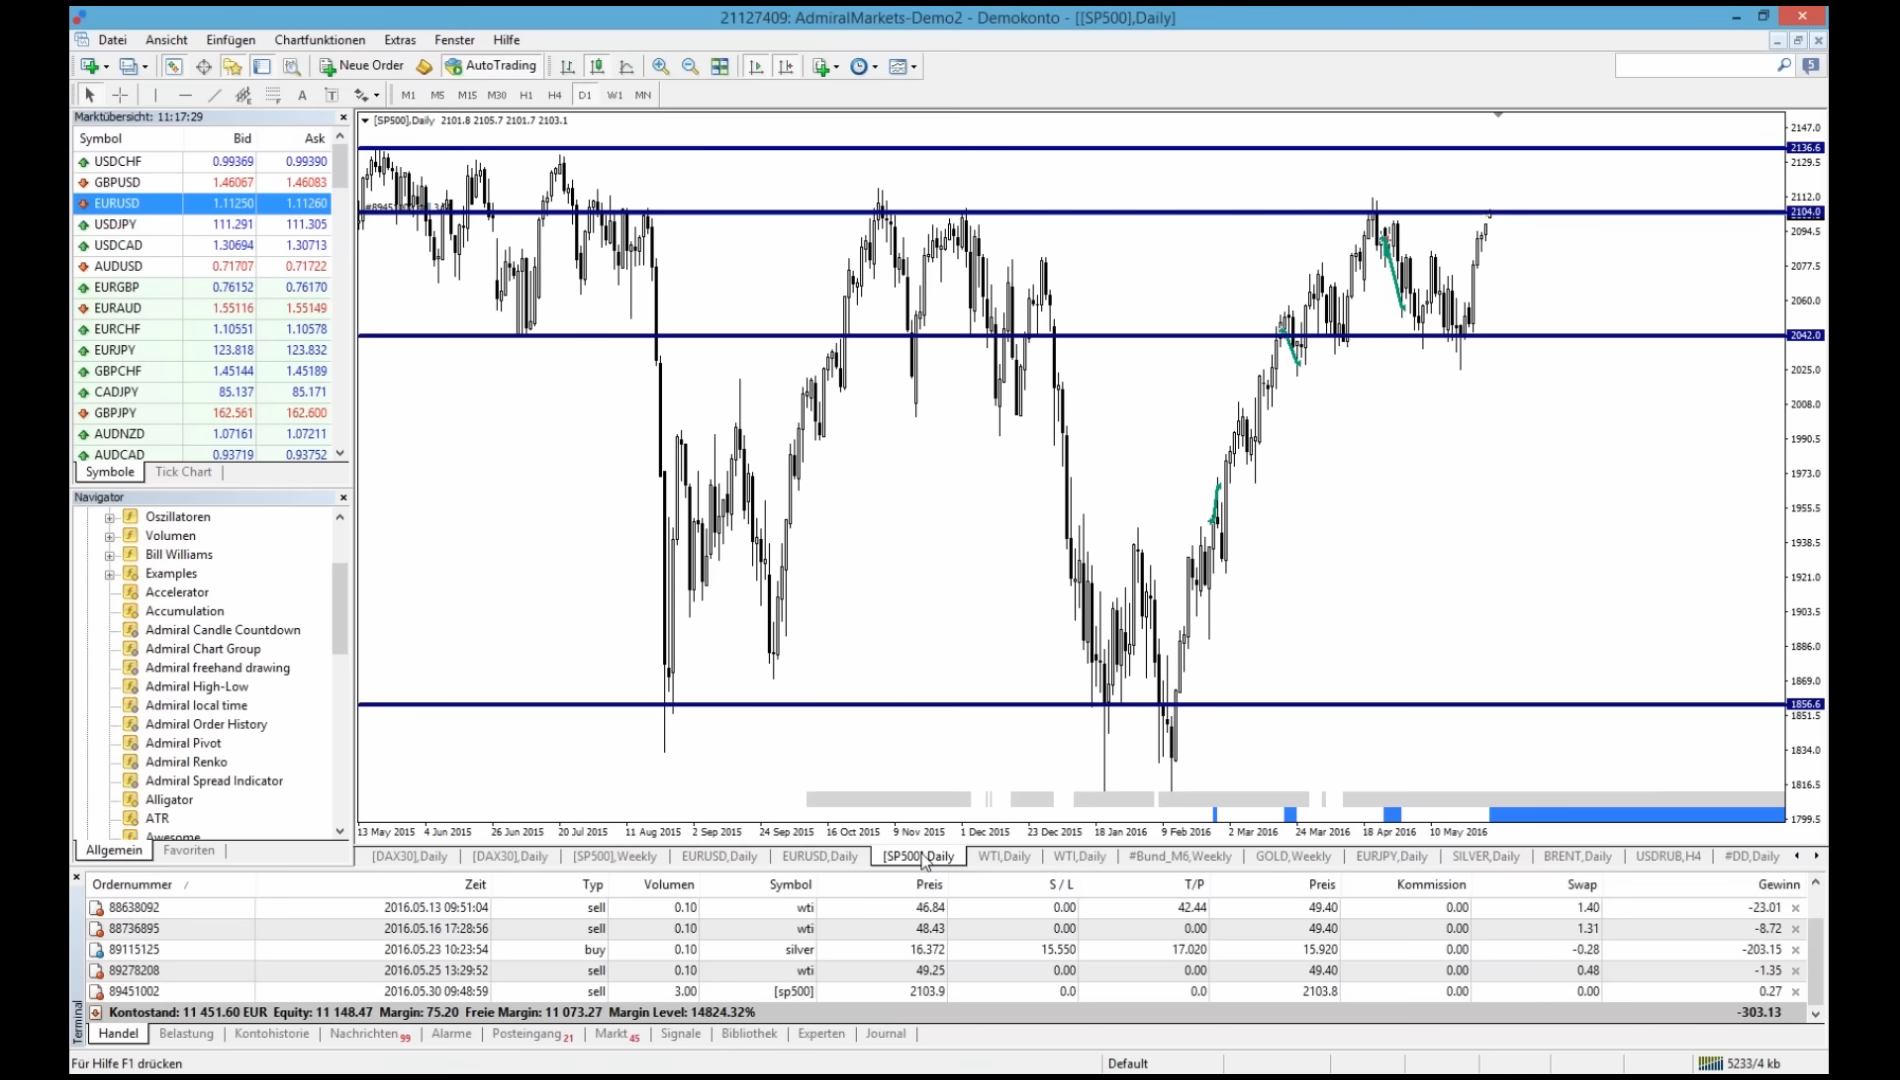 21127409: AdmiralMarkets-Demo2 - Demokonto - [[SP500],Daily]
Datei Ansicht Einfügen Chartfunktionen Extras Fenster Hilfe
Neue Order AutoTrading 5
A T M1 M5 M15 M30 H1 H4 D1 W1 MN
Marktübersicht: 11:17:29
Symbol Bid Ask
USDCHF 0.99369 0.99390
GBPUSD 1.46067 1.46083
EURUSD 1.11250 1.11260
USDJPY 111.291 111.305
USDCAD 1.30694 1.30713
AUDUSD 0.71707 0.71722
EURGBP 0.76152 0.76170
EURAUD 1.55116 1.55149
EURCHF 1.10551 1.10578
EURJPY 123.818 123.832
GBPCHF 1.45144 1.45189
CADJPY 85.137 85.171
GBPJPY 162.561 162.600
AUDNZD 1.07161 1.07211
AUDCAD 0.93719 0.93752
Symbole Tick Chart
Navigator
Oszillatoren
Volumen
Bill Williams
Examples
Accelerator
Accumulation
Admiral Candle Countdown
Admiral Chart Group
Admiral freehand drawing
Admiral High-Low
Admiral local time
Admiral Order History
Admiral Pivot
Admiral Renko
Admiral Spread Indicator
Alligator
ATR
Awesome
Allgemein Favoriten
[SP500],Daily 2101.8 2105.7 2101.7 2103.1
2147.0
2136.6
2129.5
2112.0
2104.0
2094.5
2077.5
2060.0
2042.0
2025.0
2008.0
1990.5
1973.0
1955.5
1938.5
1921.0
1903.5
1886.0
1869.0
1856.6
1851.5
1834.0
1816.5
1799.5
13 May 2015 4 Jun 2015 26 Jun 2015 20 Jul 2015 11 Aug 2015 2 Sep 2015 24 Sep 2015 16 Oct 2015 9 Nov 2015 1 Dec 2015 23 Dec 2015 18 Jan 2016 9 Feb 2016 2 Mar 2016 24 Mar 2016 18 Apr 2016 10 May 2016
[DAX30],Daily [DAX30],Daily [SP500],Weekly EURUSD,Daily EURUSD,Daily [SP500],Daily WTI,Daily WTI,Daily #Bund_M6,Weekly GOLD,Weekly EURJPY,Daily SILVER,Daily BRENT,Daily USDRUB,H4 #DD,Daily
Ordernummer / Zeit Typ Volumen Symbol Preis S / L T/P Preis Kommission Swap Gewinn
88638092 2016.05.13 09:51:04 sell 0.10 wti 46.84 0.00 42.44 49.40 0.00 1.40 -23.01
88736895 2016.05.16 17:28:56 sell 0.10 wti 48.43 0.00 0.00 49.40 0.00 1.31 -8.72
89115125 2016.05.23 10:23:54 buy 0.10 silver 16.372 15.550 17.020 15.920 0.00 -0.28 -203.15
89278208 2016.05.25 13:29:52 sell 0.10 wti 49.25 0.00 0.00 49.40 0.00 0.48 -1.35
89451002 2016.05.30 09:48:59 sell 3.00 [sp500] 2103.9 0.0 0.0 2103.8 0.00 0.00 0.27
Kontostand: 11 451.60 EUR Equity: 11 148.47 Margin: 75.20 Freie Margin: 11 073.27 Margin Level: 14824.32% -303.13
Terminal
Handel Belastung Kontohistorie Nachrichten 99 Alarme Posteingang 21 Markt 45 Signale Bibliothek Experten Journal
Für Hilfe F1 drücken Default 5233/4 kb